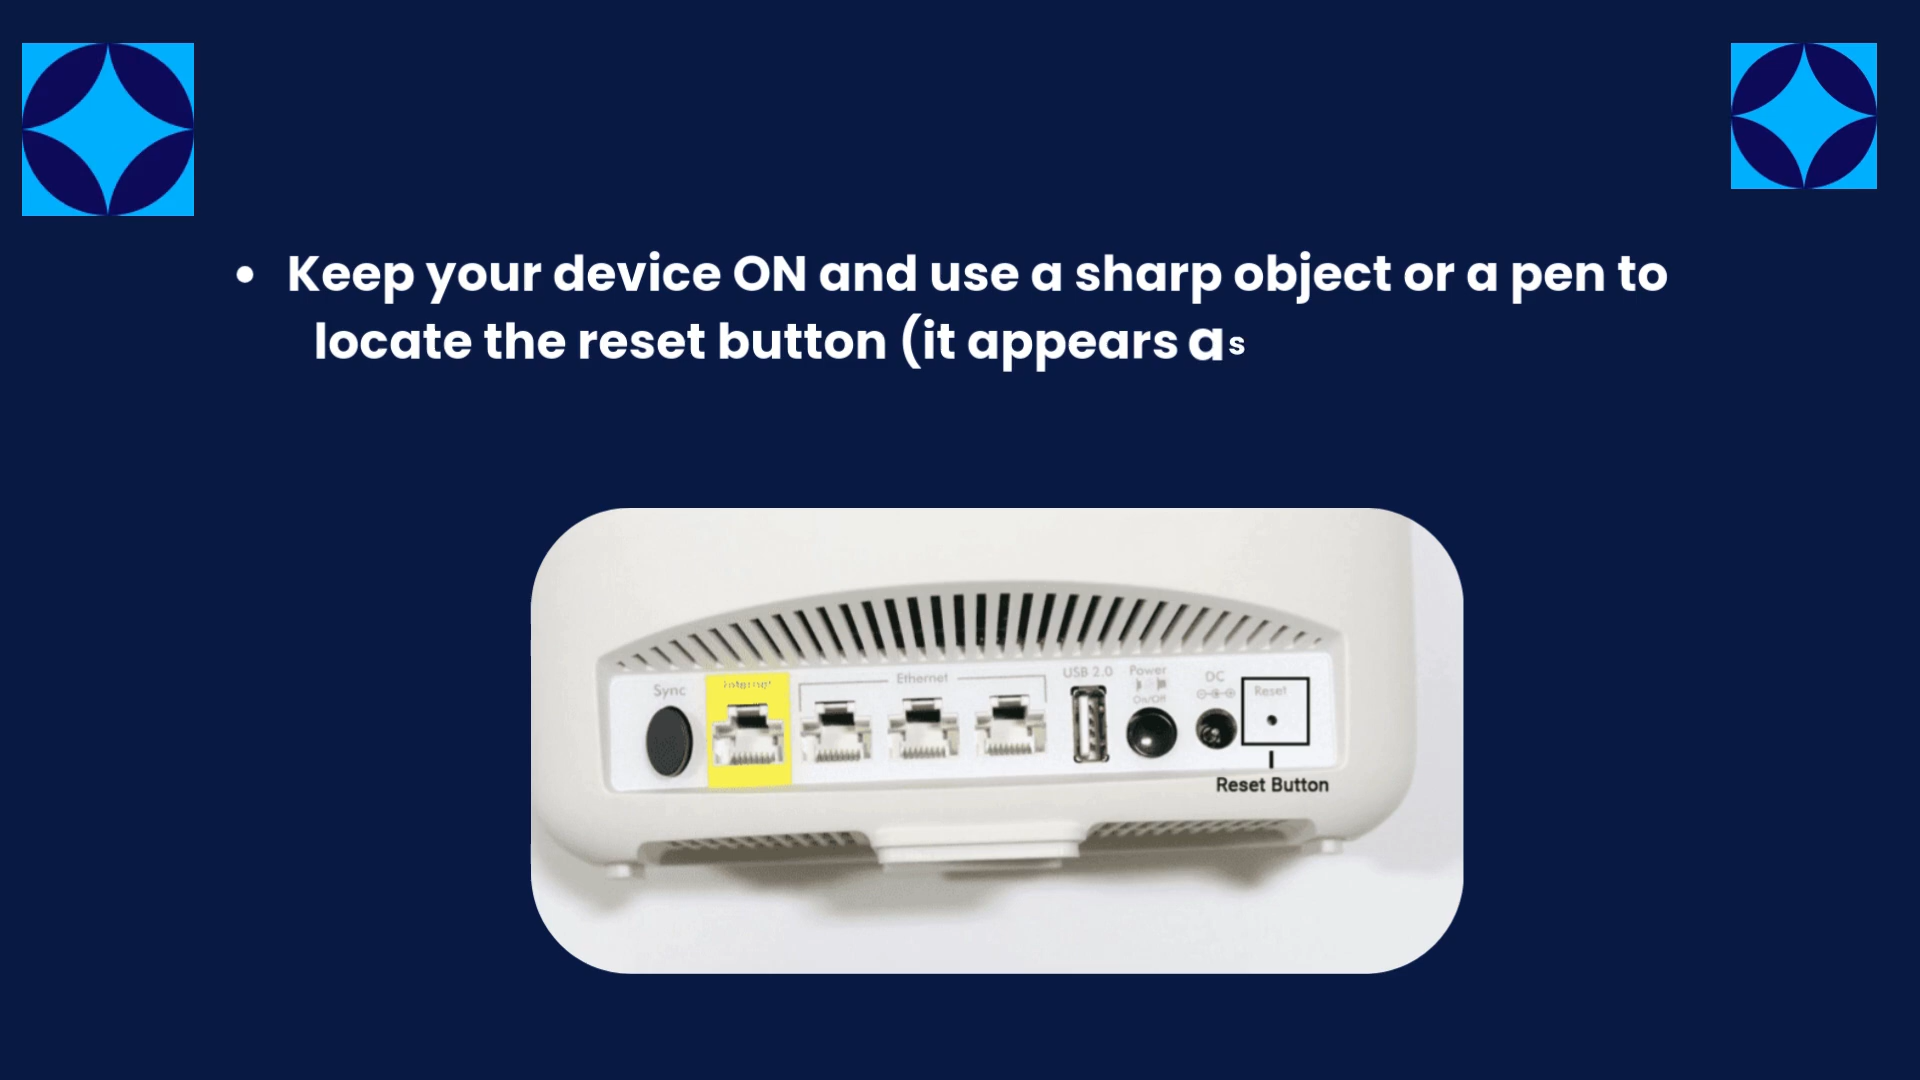 • Keep your device ON and use a sharp object or a pen to
locate the reset button (it appears as
Sync
Internet
Ethernet
USB 2.0
Power
On/Off
DC
Reset
Reset Button